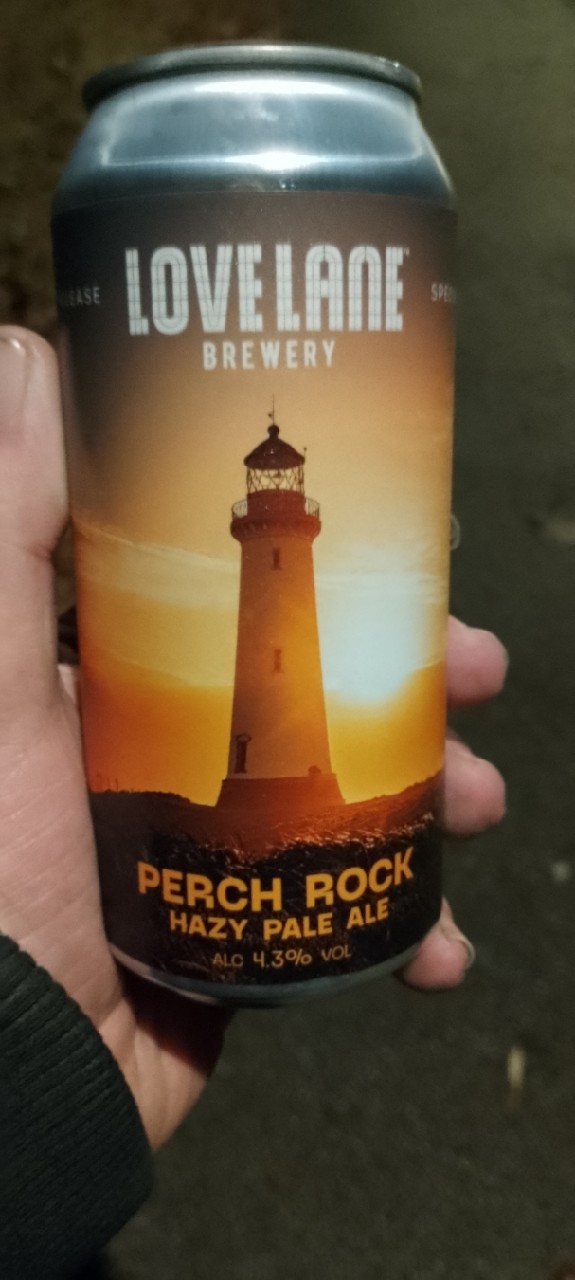 LOVE LANE
BREWERY
PERCH ROCK
HAZY PALE ALE
ALC 4.3% VOL